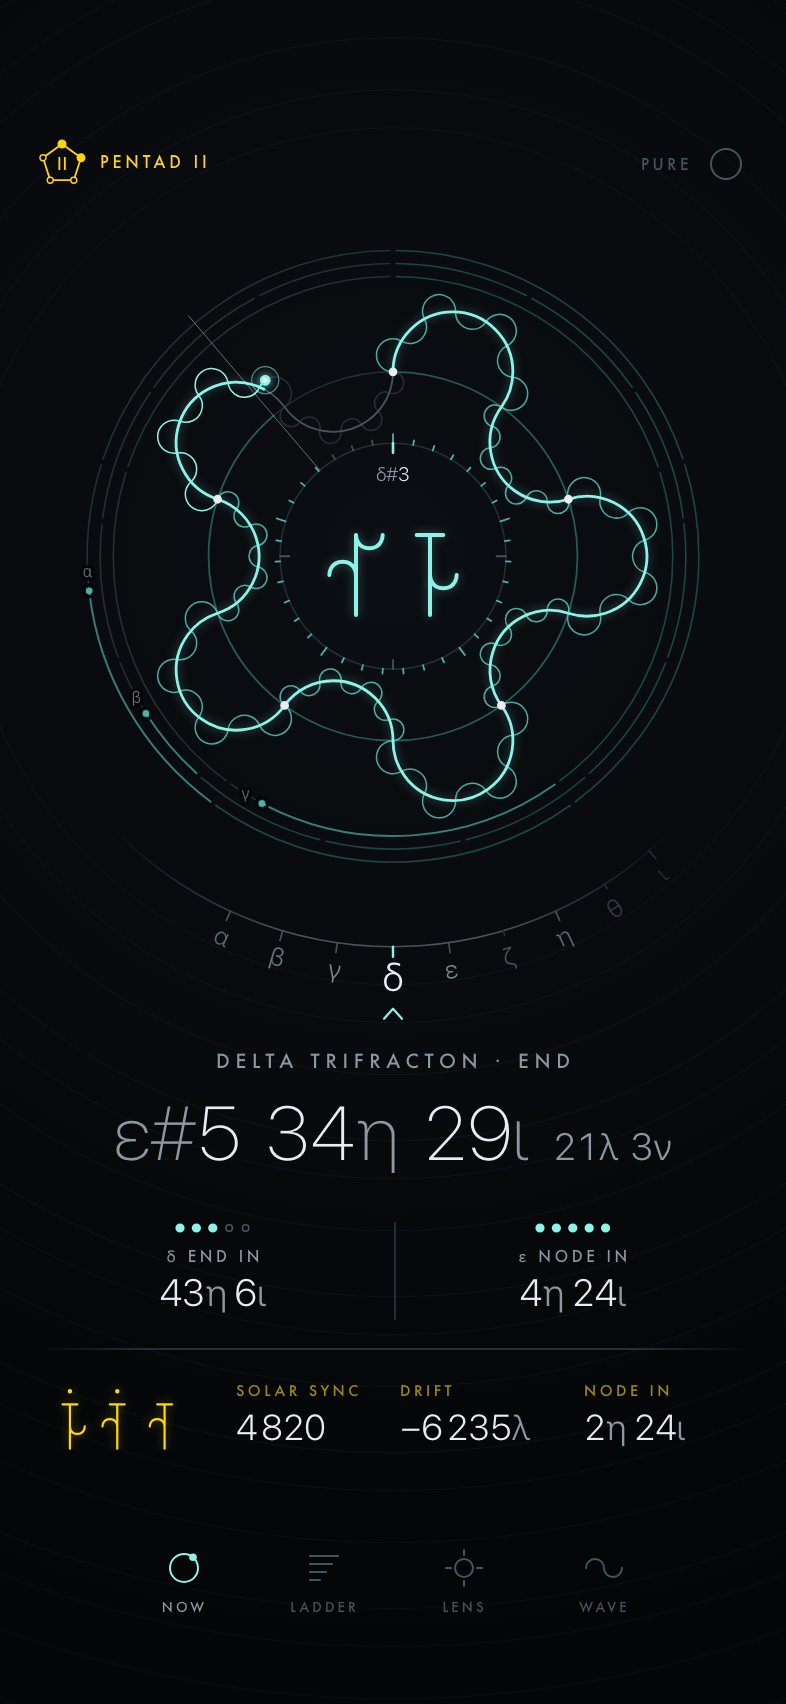 II PENTAD II
PURE
δ#3
α
β
γ
α β γ δ ε ζ η θ ι
DELTA TRIFRACTON · END
ε#5 34η 29ι 21λ 3ν
δ END IN
43η 6ι
ε NODE IN
4η 24ι
SOLAR SYNC
4820
DRIFT
−6235λ
NODE IN
2η 24ι
NOW
LADDER
LENS
WAVE